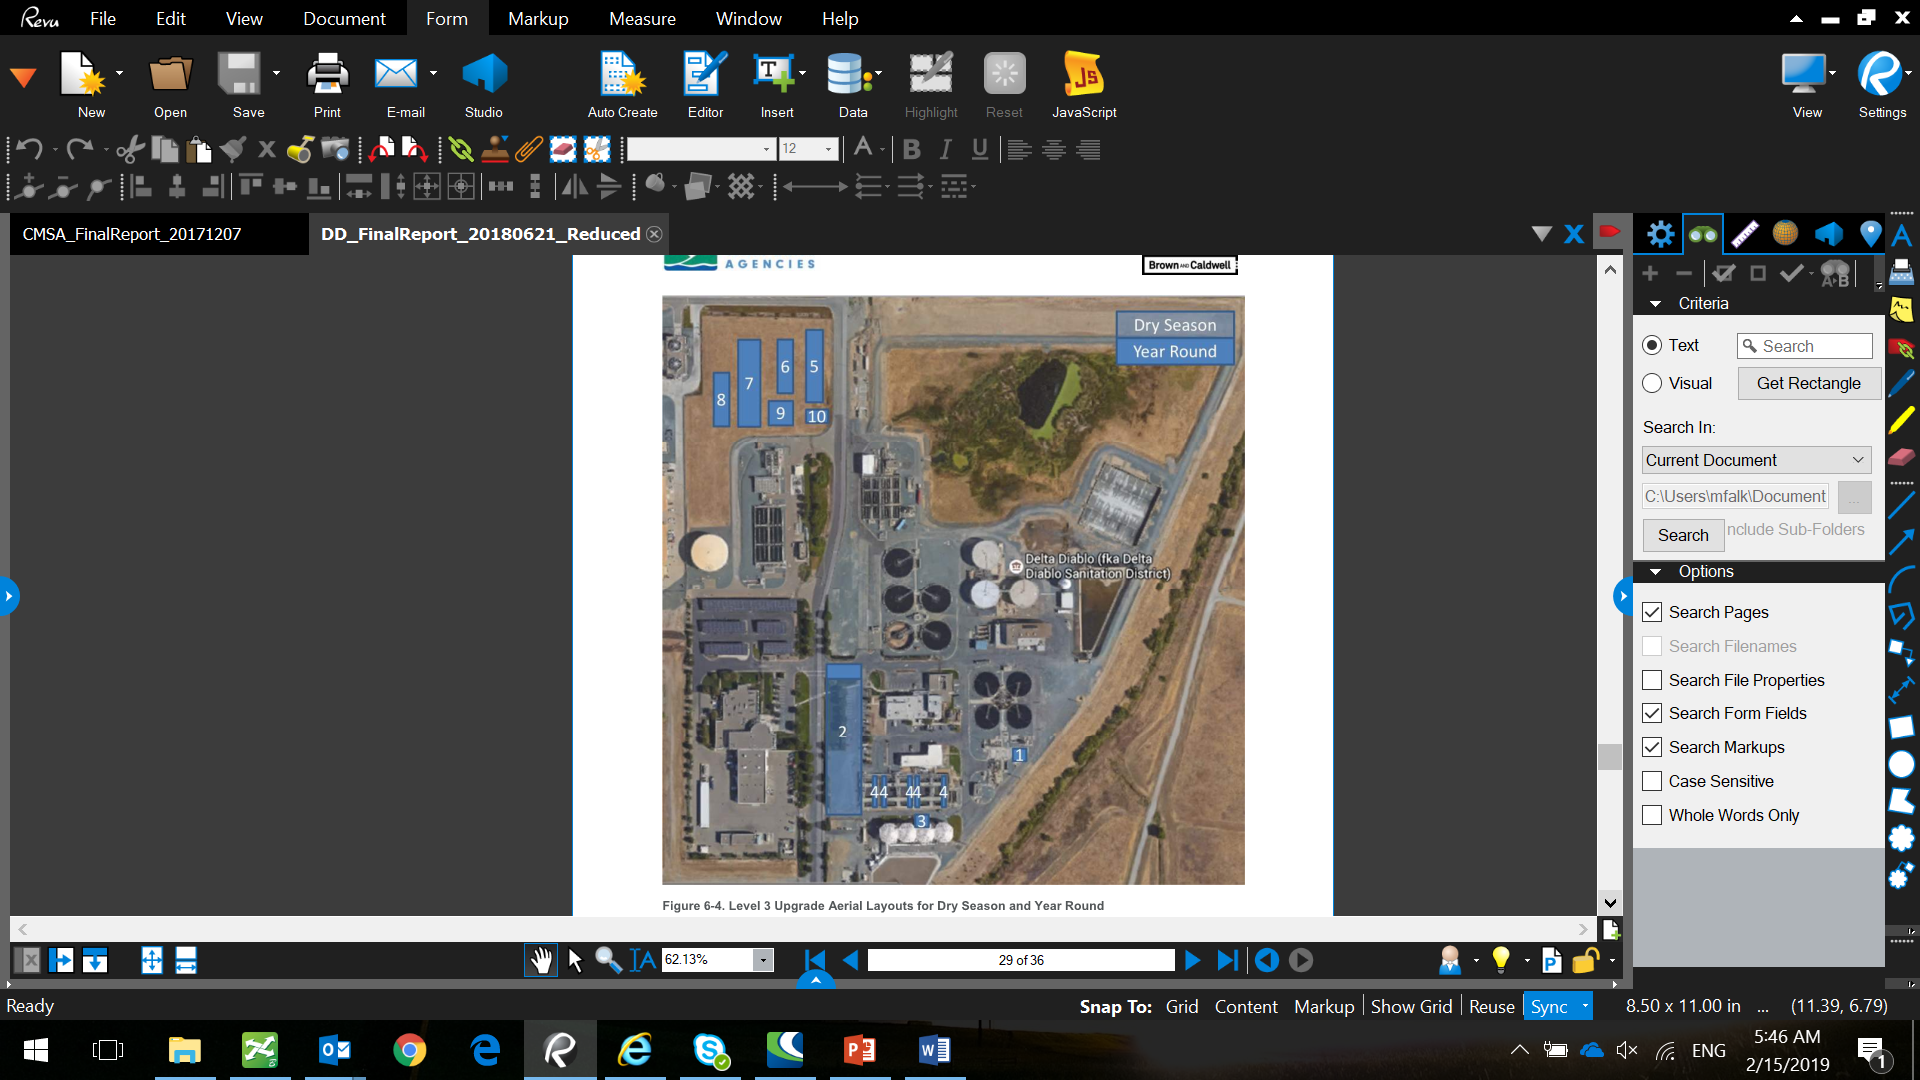 Revu File Edit View Document Form Markup Measure Window Help
New Open Save Print E-mail Studio Auto Create Editor Insert Data Highlight Reset JavaScript View Settings
12
CMSA_FinalReport_20171207
DD_FinalReport_20180621_Reduced
AGENCIES
Brown AND Caldwell
Dry Season
Year Round
5
6
7
8
9
10
Delta Diablo (fka Delta
Diablo Sanitation District)
2
1
44 44 4
3
Figure 6-4. Level 3 Upgrade Aerial Layouts for Dry Season and Year Round
Criteria
Text
Search
Visual
Get Rectangle
Search In:
Current Document
C:\Users\mfalk\Document
...
Search
nclude Sub-Folders
Options
Search Pages
Search Filenames
Search File Properties
Search Form Fields
Search Markups
Case Sensitive
Whole Words Only
62.13%
29 of 36
Ready
Snap To: Grid Content Markup Show Grid Reuse Sync 8.50 x 11.00 in ... (11.39, 6.79)
ENG
5:46 AM
2/15/2019
1